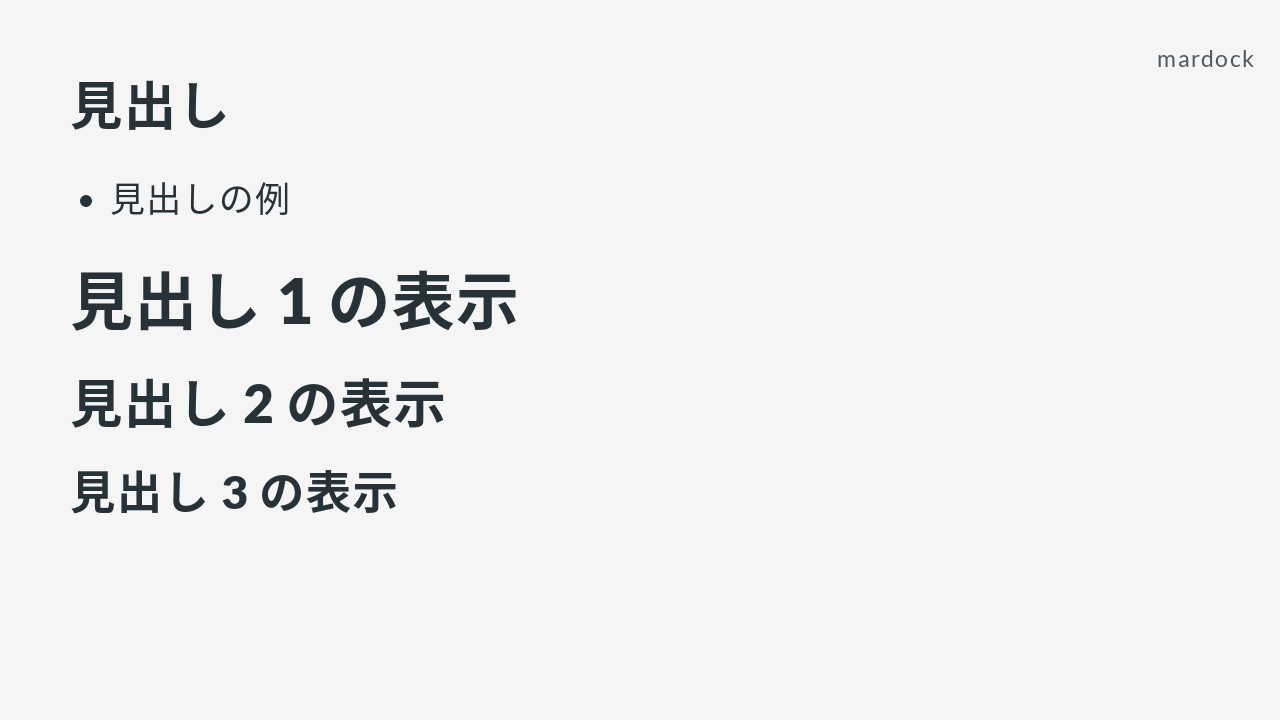 mardock
見出し
見出しの例
見出し 1 の表示
見出し 2 の表示
見出し 3 の表示